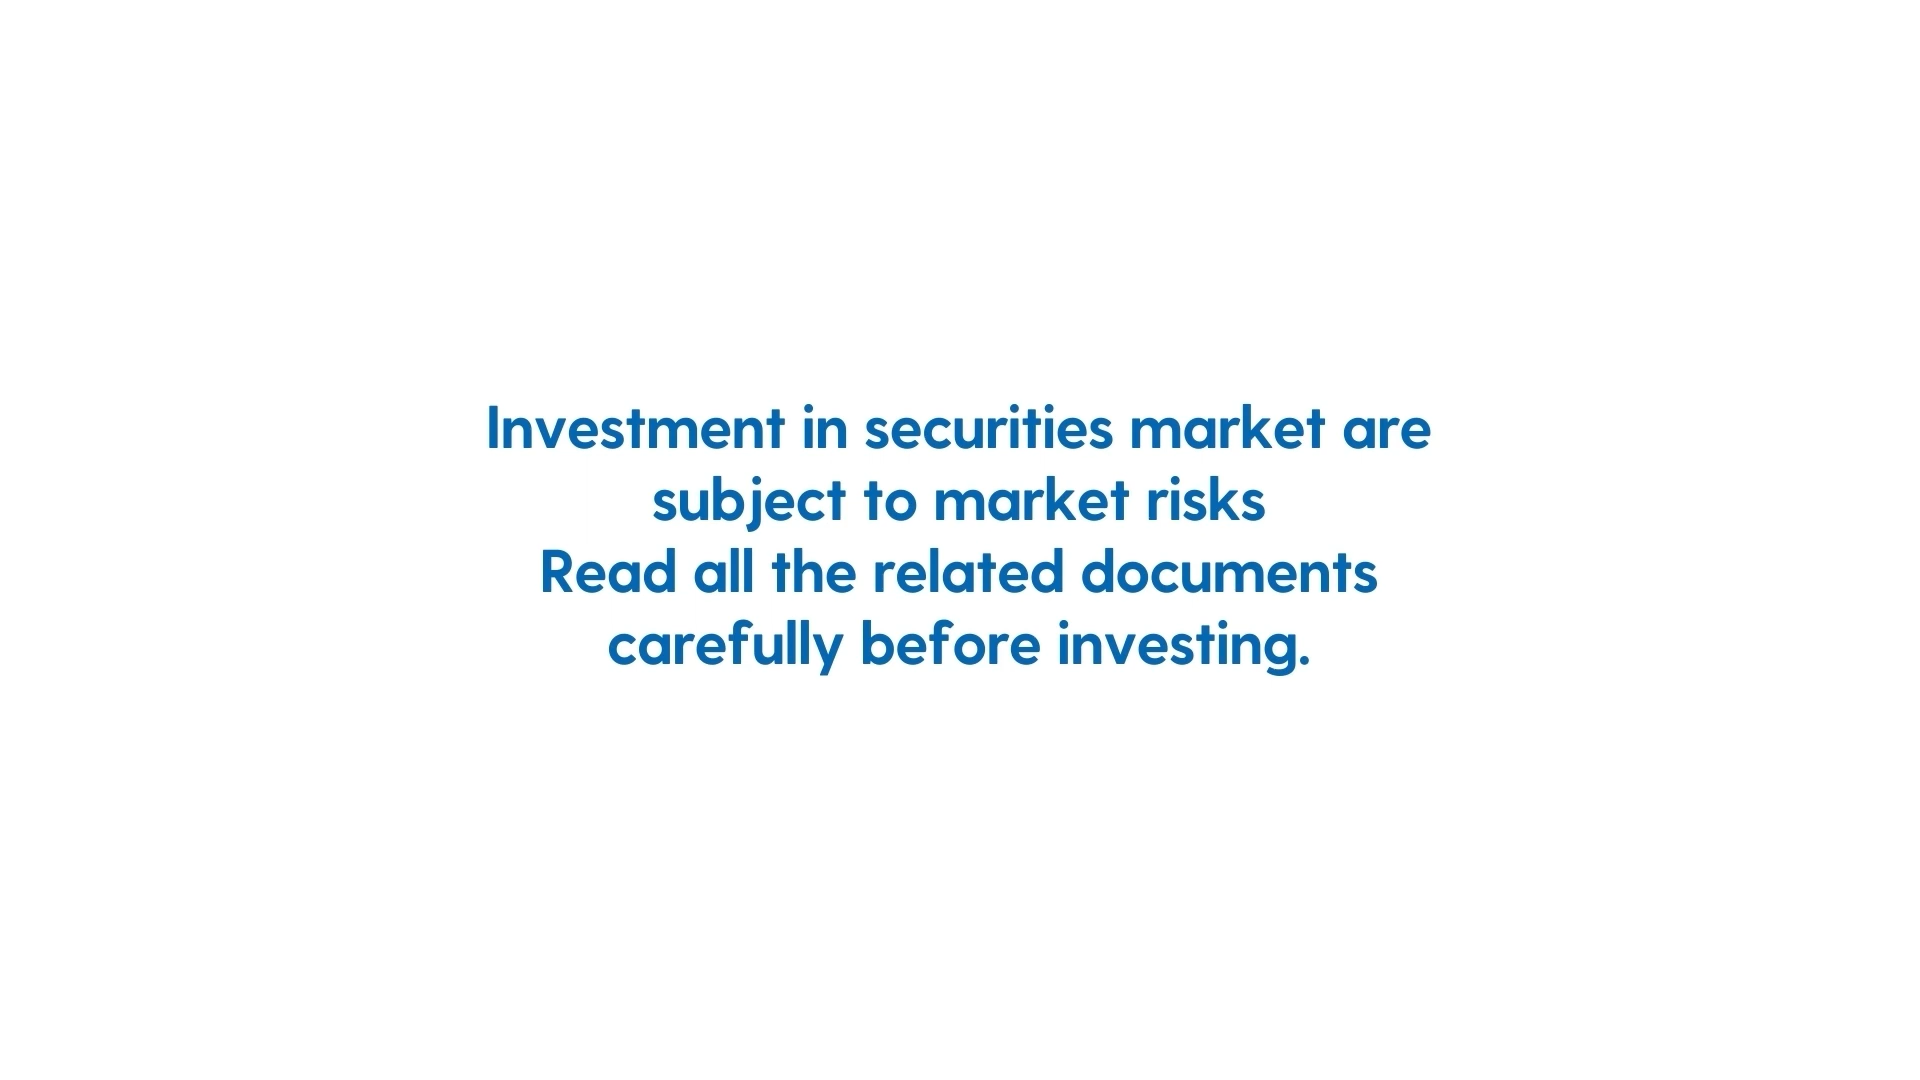 Investment in securities market are
subject to market risks
Read all the related documents
carefully before investing.